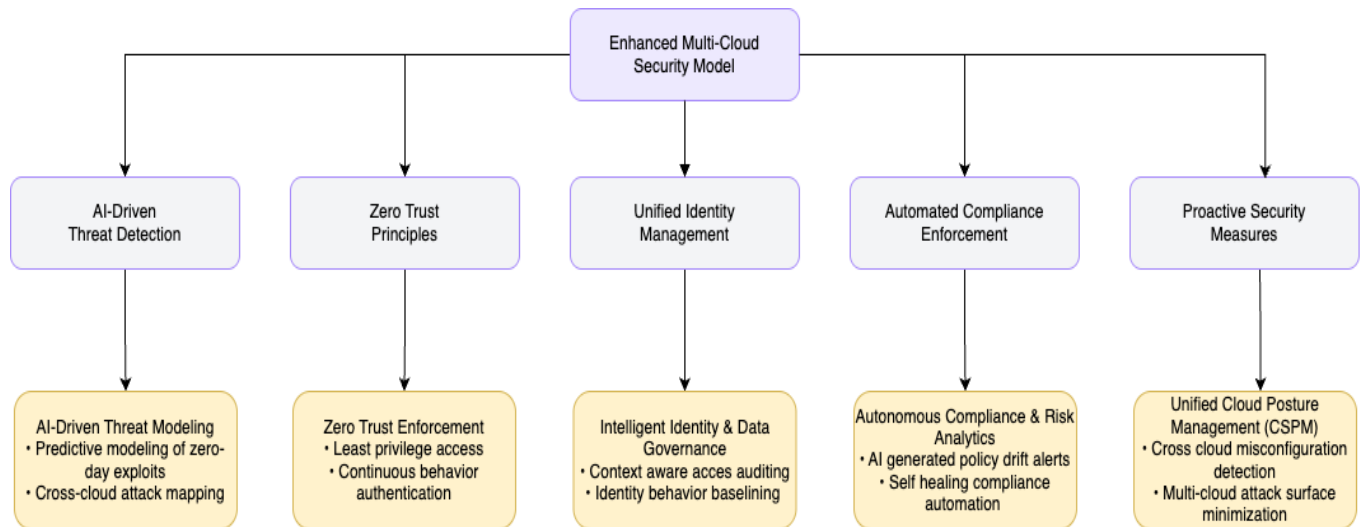 Enhanced Multi-Cloud
Security Model
AI-Driven
Threat Detection
Zero Trust
Principles
Unified Identity
Management
Automated Compliance
Enforcement
Proactive Security
Measures
AI-Driven Threat Modeling
• Predictive modeling of zero-
day exploits
• Cross-cloud attack mapping
Zero Trust Enforcement
• Least privilege access
• Continuous behavior
authentication
Intelligent Identity & Data
Governance
• Context aware acces auditing
• Identity behavior baselining
Autonomous Compliance & Risk
Analytics
• AI generated policy drift alerts
• Self healing compliance
automation
Unified Cloud Posture
Management (CSPM)
• Cross cloud misconfiguration
detection
• Multi-cloud attack surface
minimization